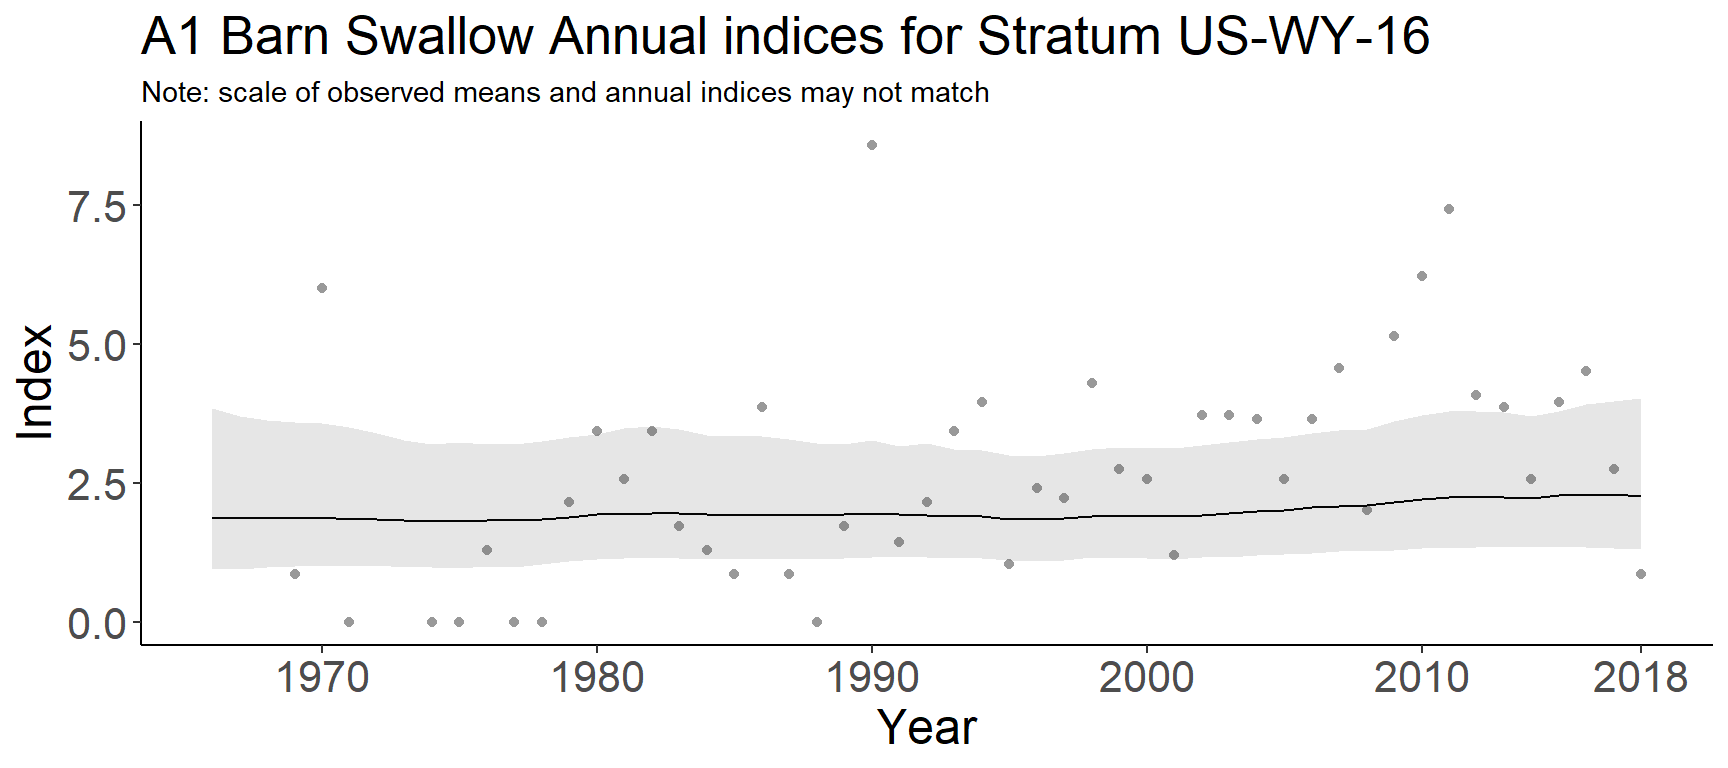 A1 Barn Swallow Annual indices for Stratum US-WY-16
Note: scale of observed means and annual indices may not match
7.5
5.0
2.5
0.0
Index
1970 1980 1990 2000 2010 2018
Year